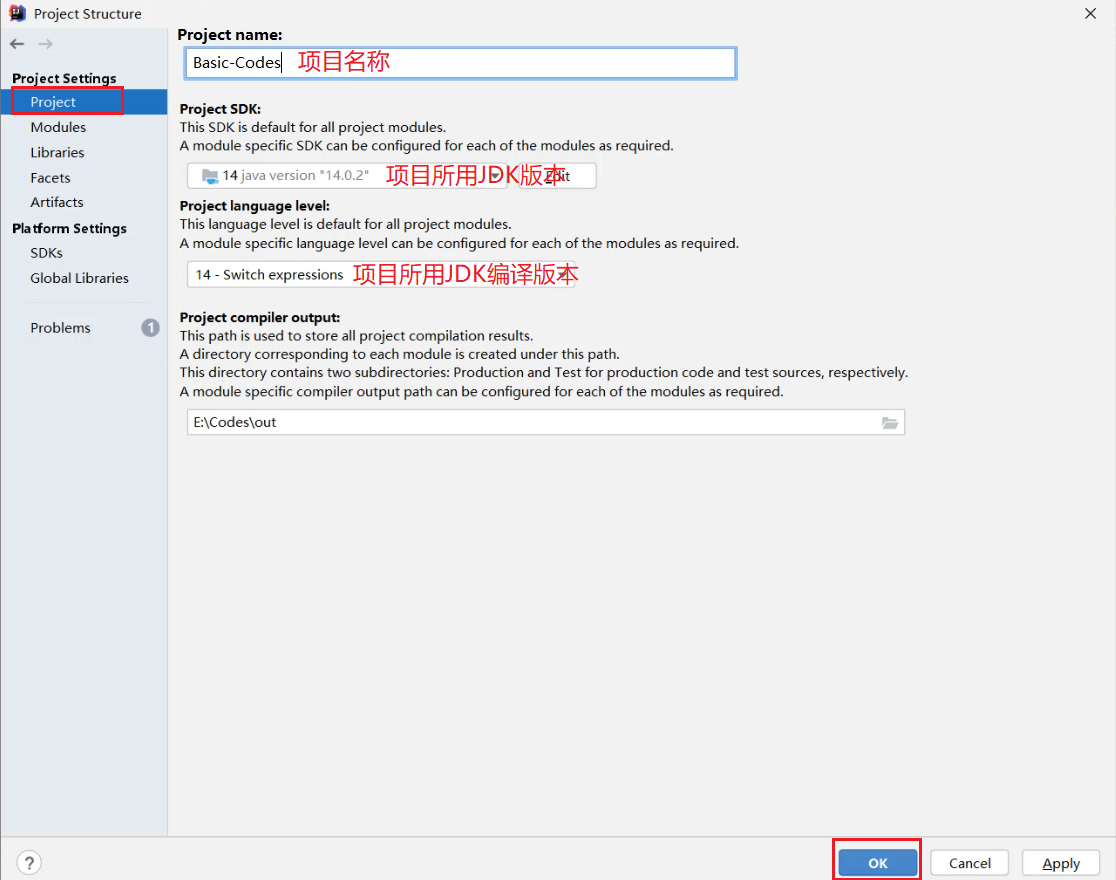 Project Structure
Project name:
Basic-Codes 项目名称
Project Settings
Project
Modules
Libraries
Facets
Artifacts
Platform Settings
SDKs
Global Libraries
Problems 1
Project SDK:
This SDK is default for all project modules.
A module specific SDK can be configured for each of the modules as required.
14 java version "14.0.2" 项目所用JDK版本 Edit
Project language level:
This language level is default for all project modules.
A module specific language level can be configured for each of the modules as required.
14 - Switch expressions 项目所用JDK编译版本
Project compiler output:
This path is used to store all project compilation results.
A directory corresponding to each module is created under this path.
This directory contains two subdirectories: Production and Test for production code and test sources, respectively.
A module specific compiler output path can be configured for each of the modules as required.
E:\Codes\out
? OK Cancel Apply